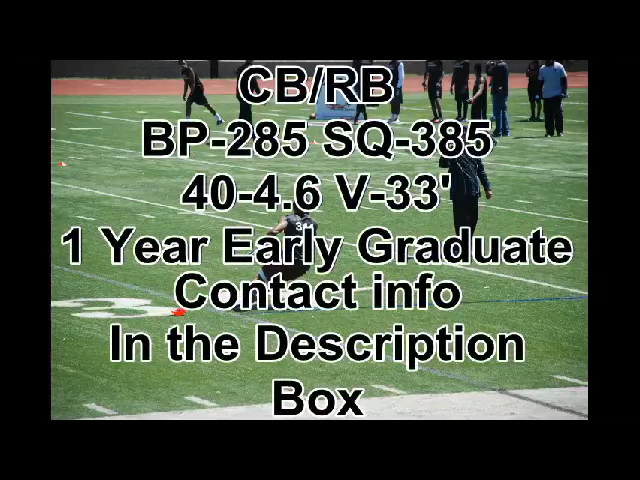 CB/RB
BP-285 SQ-385
40-4.6 V-33'
1 Year Early Graduate
Contact info
In the Description
Box